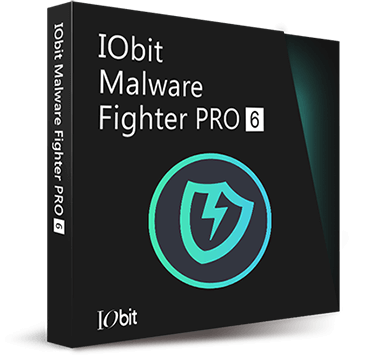 IObit Malware Fighter PRO 6
IObit
Malware
Fighter PRO 6
IObit